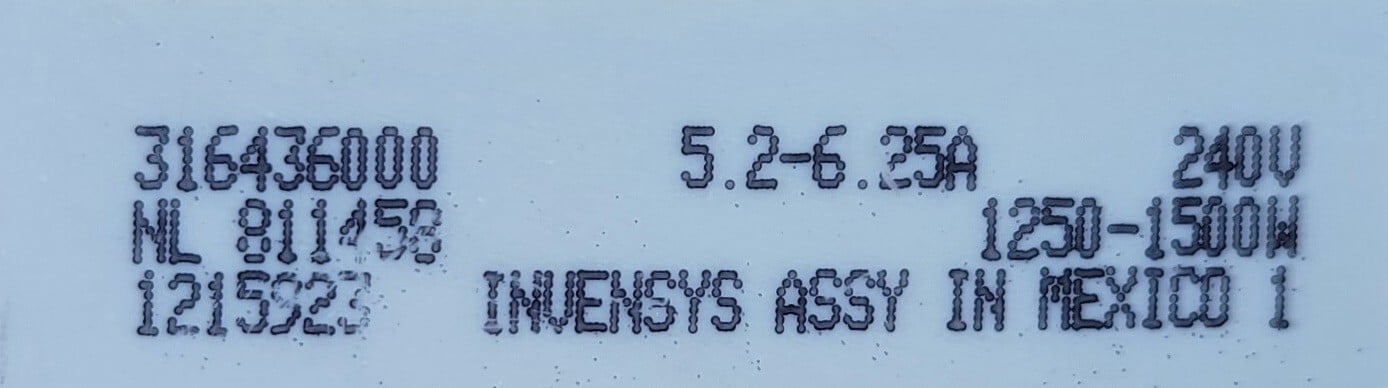 316436000 5.2-6.25A 240V
NL 1250-1500W
INVENSYS ASSY IN MEXICO 1